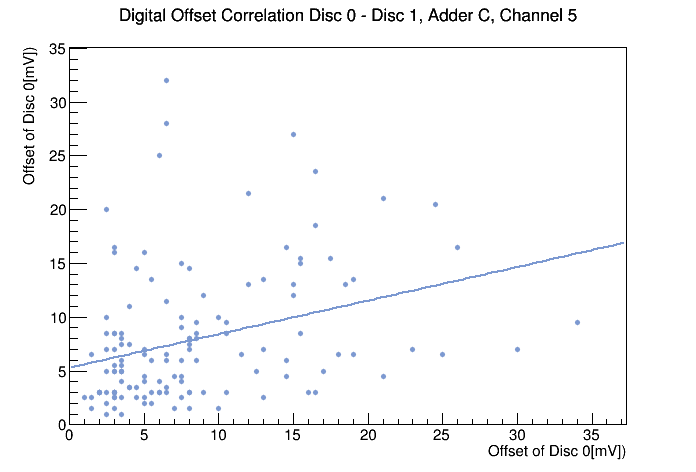 Digital Offset Correlation Disc 0 - Disc 1, Adder C, Channel 5
Offset of Disc 0[mV])
35
30
25
20
15
10
5
0
0 5 10 15 20 25 30 35
Offset of Disc 0[mV])